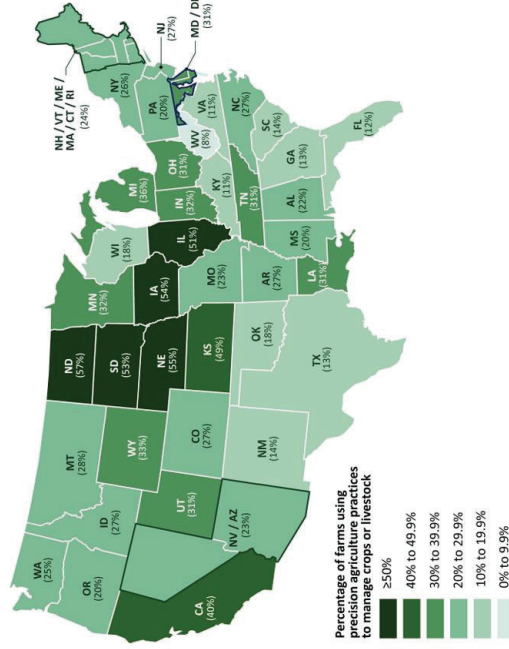 WA
(25%)
OR
(20%)
CA
(40%)
ID
(27%)
NV / AZ
(23%)
MT
(28%)
WY
(33%)
UT
(31%)
CO
(27%)
NM
(14%)
ND
(57%)
SD
(53%)
NE
(55%)
KS
(49%)
OK
(18%)
TX
(13%)
MN
(32%)
IA
(54%)
MO
(23%)
AR
(27%)
LA
(31%)
WI
(18%)
IL
(51%)
MS
(20%)
MI
(36%)
IN
(32%)
OH
(31%)
KY
(11%)
TN
(31%)
AL
(22%)
GA
(13%)
FL
(12%)
SC
(14%)
NC
(27%)
VA
(11%)
WV
(8%)
PA
(20%)
NY
(26%)
NH / VT / ME /
MA / CT / RI
(24%)
NJ
(27%)
MD /
(31%)
Percentage of farms using
precision agriculture practices
to manage crops or livestock
≥50%
40% to 49.9%
30% to 39.9%
20% to 29.9%
10% to 19.9%
0% to 9.9%